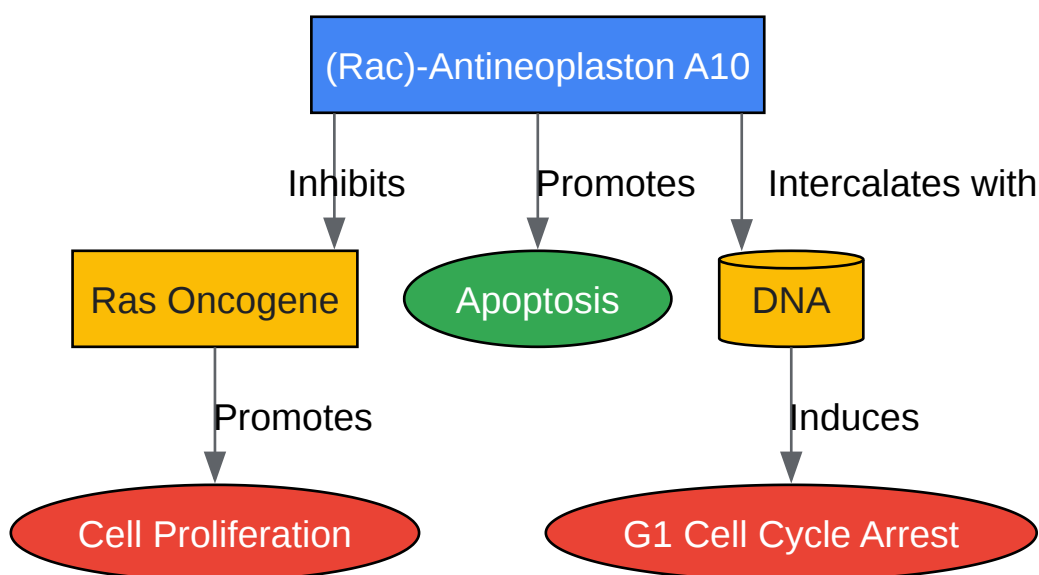 (Rac)-Antineoplaston A10
Inhibits
Promotes
Intercalates with
Ras Oncogene
Apoptosis
DNA
Promotes
Induces
Cell Proliferation
G1 Cell Cycle Arrest